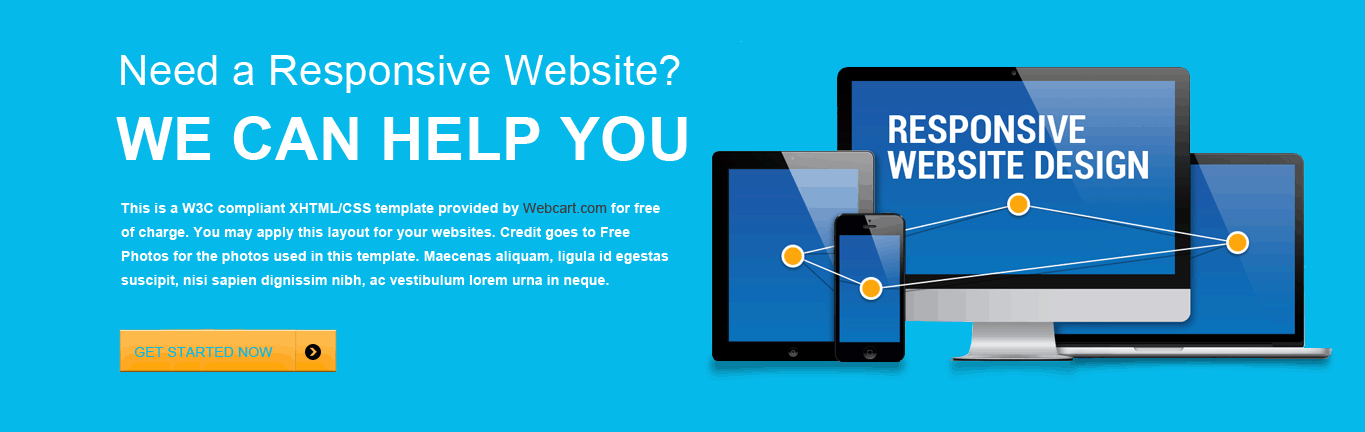 Need a Responsive Website?
WE CAN HELP YOU
This is a W3C compliant XHTML/CSS template provided by Webcart.com for free
of charge. You may apply this layout for your websites. Credit goes to Free
Photos for the photos used in this template. Maecenas aliquam, ligula id egestas
suscipit, nisi sapien dignissim nibh, ac vestibulum lorem urna in neque.
GET STARTED NOW
RESPONSIVE
WEBSITE DESIGN